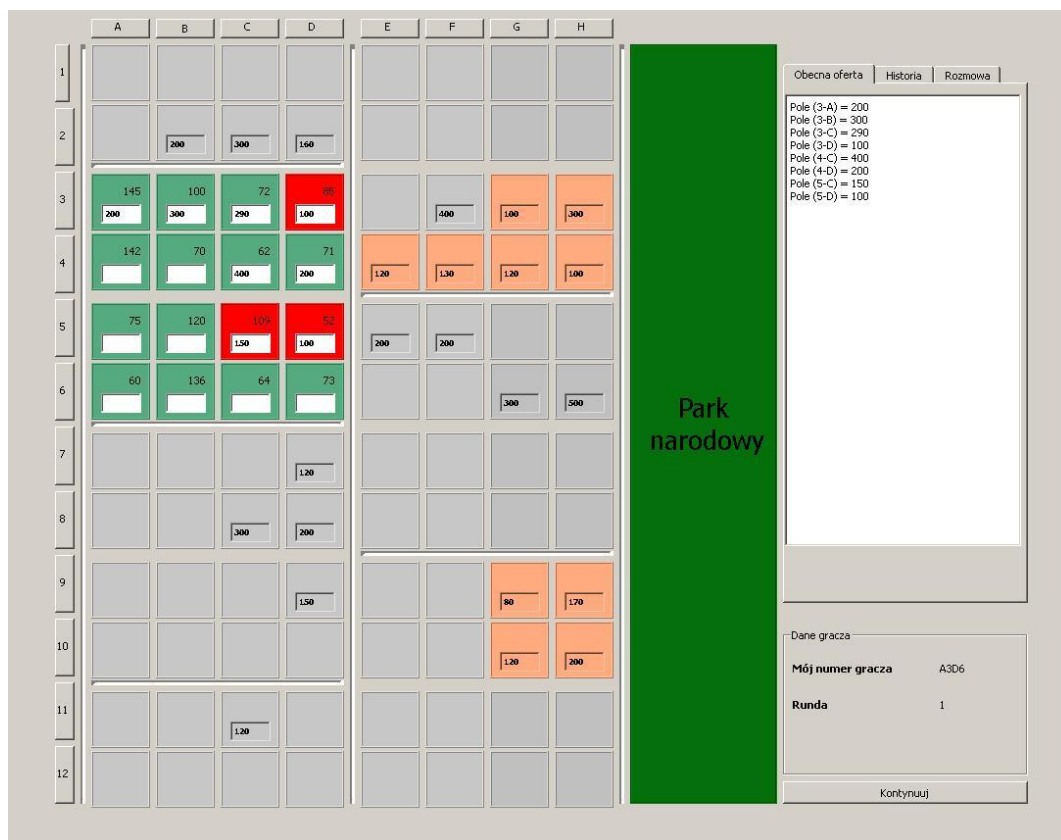 A B C D E F G H
Obecna oferta Historia Rozmowa
1
Pole (3-A) = 200
Pole (3-B) = 300
Pole (3-C) = 290
Pole (3-D) = 100
Pole (4-C) = 400
Pole (4-D) = 200
Pole (5-C) = 150
Pole (5-D) = 100
2 200 300 160
3 145 100 72 85
200 300 290 100 400 100 300
4 142 70 62 71
400 200 120 130 120 100
5 75 120 109 52
150 100 200 200
6 60 136 64 73
300 500
Park
narodowy
7 120
8 300 200
9 150 80 170
10 120 200
11 120
12
Dane gracza
Mój numer gracza A3D6
Runda 1
Kontynuuj